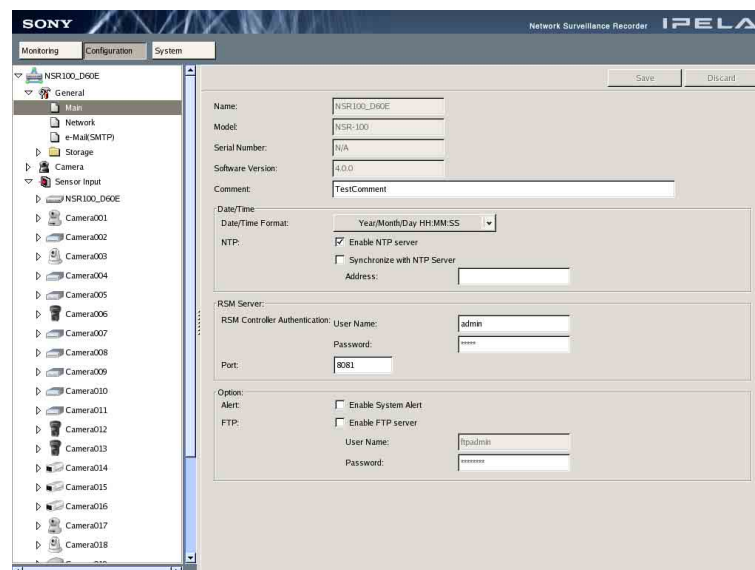 SONY
Network Surveillance Recorder IPELA
Monitoring Configuration System
NSR100_D60E
General
Main
Network
e-Mail(SMTP)
Storage
Camera
Sensor Input
NSR100_D60E
Camera001
Camera002
Camera003
Camera004
Camera005
Camera006
Camera007
Camera008
Camera009
Camera010
Camera011
Camera012
Camera013
Camera014
Camera015
Camera016
Camera017
Camera018
Save Discard
Name: NSR100_D60E
Model: NSR-100
Serial Number: N/A
Software Version: 4.0.0
Comment: TestComment
Date/Time
Date/Time Format: Year/Month/Day HH:MM:SS
NTP: Enable NTP server
Synchronize with NTP Server
Address:
RSM Server:
RSM Controller Authentication: User Name: admin
Password: *****
Port: 8081
Option:
Alert: Enable System Alert
FTP: Enable FTP server
User Name: ftpadmin
Password: ********